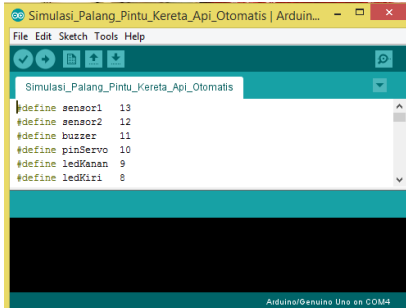 Simulasi_Palang_Pintu_Kereta_Api_Otomatis | Arduin...
File Edit Sketch Tools Help
Simulasi_Palang_Pintu_Kereta_Api_Otomatis
#define sensor1 13
#define sensor2 12
#define buzzer 11
#define pinServo 10
#define ledKanan 9
#define ledKiri 8
Arduino/Genuino Uno on COM4